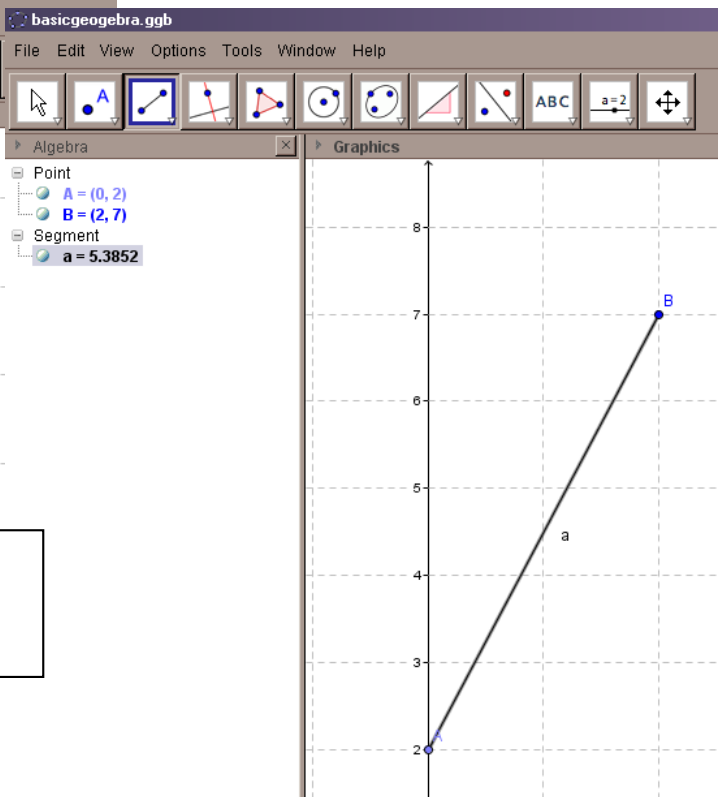 basicgeogebra.ggb
File Edit View Options Tools Window Help
A ABC a=2
Algebra
Graphics
Point
A = (0, 2)
B = (2, 7)
Segment
a = 5.3852
8
7
B
6
5
a
4
3
2
A